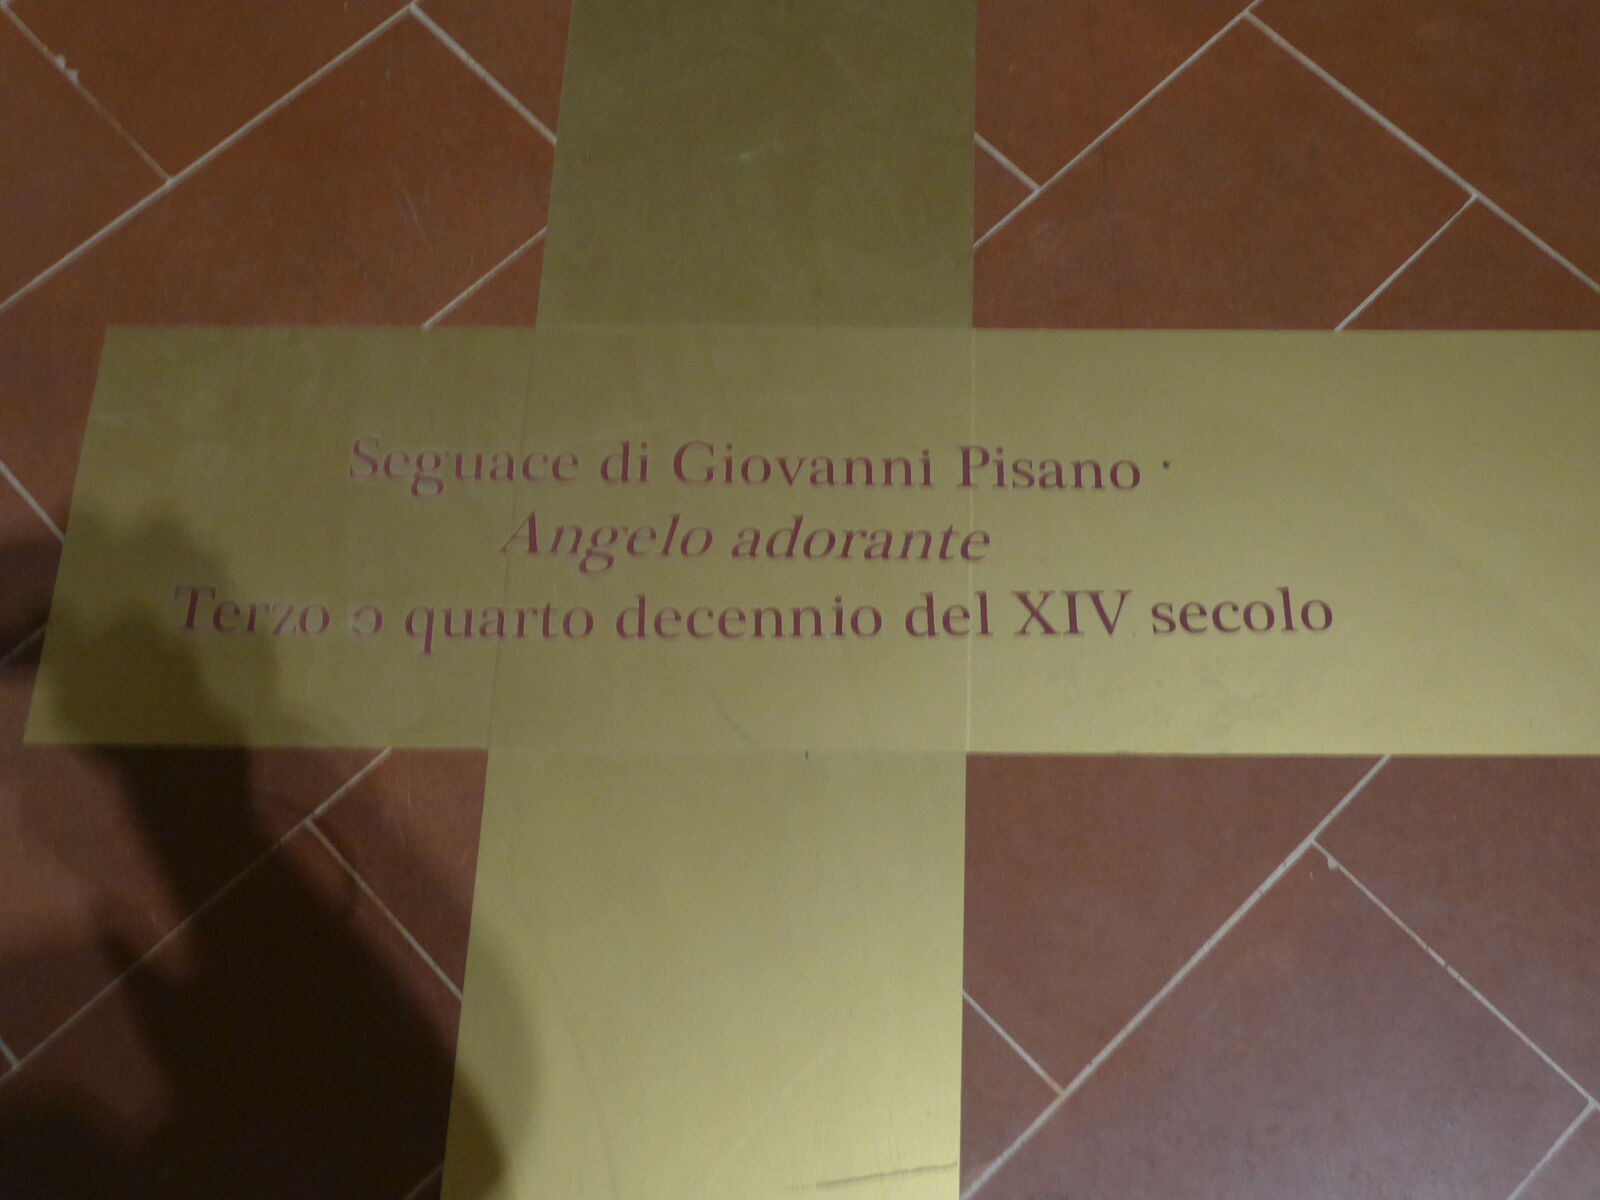 Seguace di Giovanni Pisano
Angelo adorante
Terzo o quarto decennio del XIV secolo